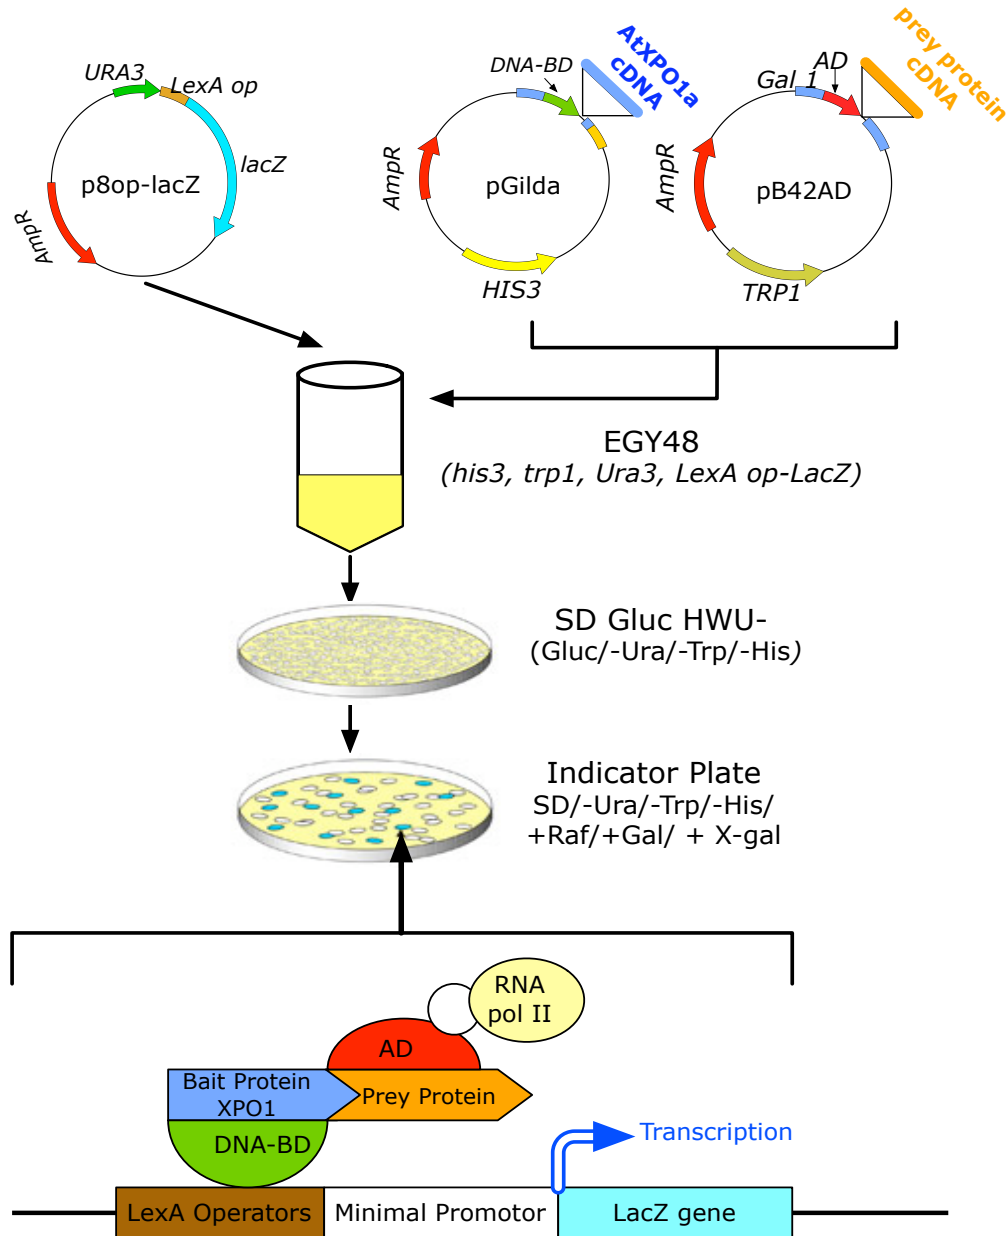 URA3
LexA op
lacZ
p8op-lacZ
AmpR
DNA-BD
AtXPO1a
cDNA
AmpR
pGilda
HIS3
Gal 1
AD
prey protein
cDNA
AmpR
pB42AD
TRP1
EGY48
(his3, trp1, Ura3, LexA op-LacZ)
SD Gluc HWU-
(Gluc/-Ura/-Trp/-His)
Indicator Plate
SD/-Ura/-Trp/-His/
+Raf/+Gal/ + X-gal
RNA
pol II
AD
Bait Protein
XPO1
Prey Protein
DNA-BD
Transcription
LexA Operators
Minimal Promotor
LacZ gene